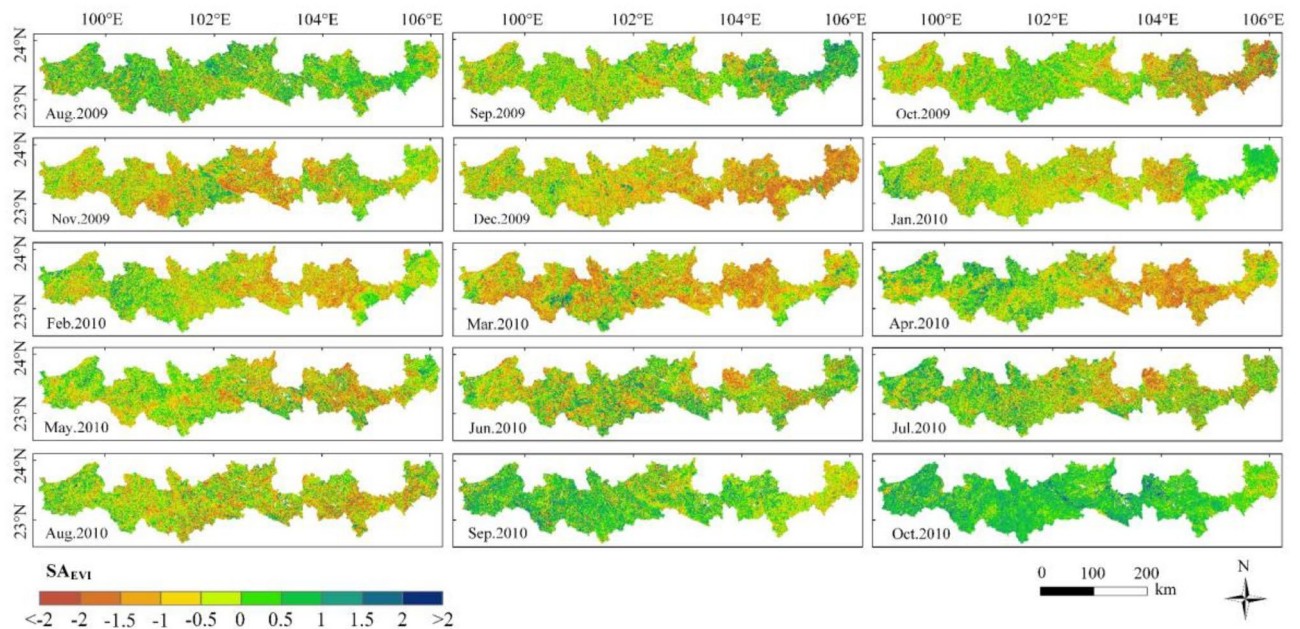 100°E 102°E 104°E 106°E 100°E 102°E 104°E 106°E 100°E 102°E 104°E 106°E
24°N
23°N
Aug.2009 Sep.2009 Oct.2009
24°N
23°N
Nov.2009 Dec.2009 Jan.2010
24°N
23°N
Feb.2010 Mar.2010 Apr.2010
24°N
23°N
May.2010 Jun.2010 Jul.2010
24°N
23°N
Aug.2010 Sep.2010 Oct.2010
SAEVI
<-2 -2 -1.5 -1 -0.5 0 0.5 1 1.5 2 >2
0 100 200
km
N